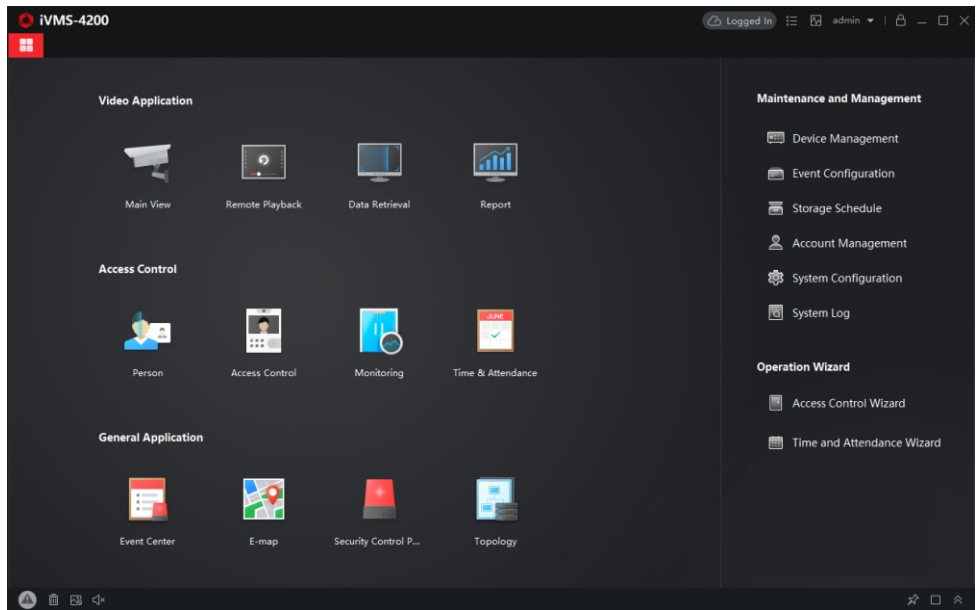 iVMS-4200
Logged In
admin
Video Application
Main View
Remote Playback
Data Retrieval
Report
Access Control
JUNE
Person
Access Control
Monitoring
Time & Attendance
General Application
Event Center
E-map
Security Control P...
Topology
Maintenance and Management
Device Management
Event Configuration
Storage Schedule
Account Management
System Configuration
System Log
Operation Wizard
Access Control Wizard
Time and Attendance Wizard